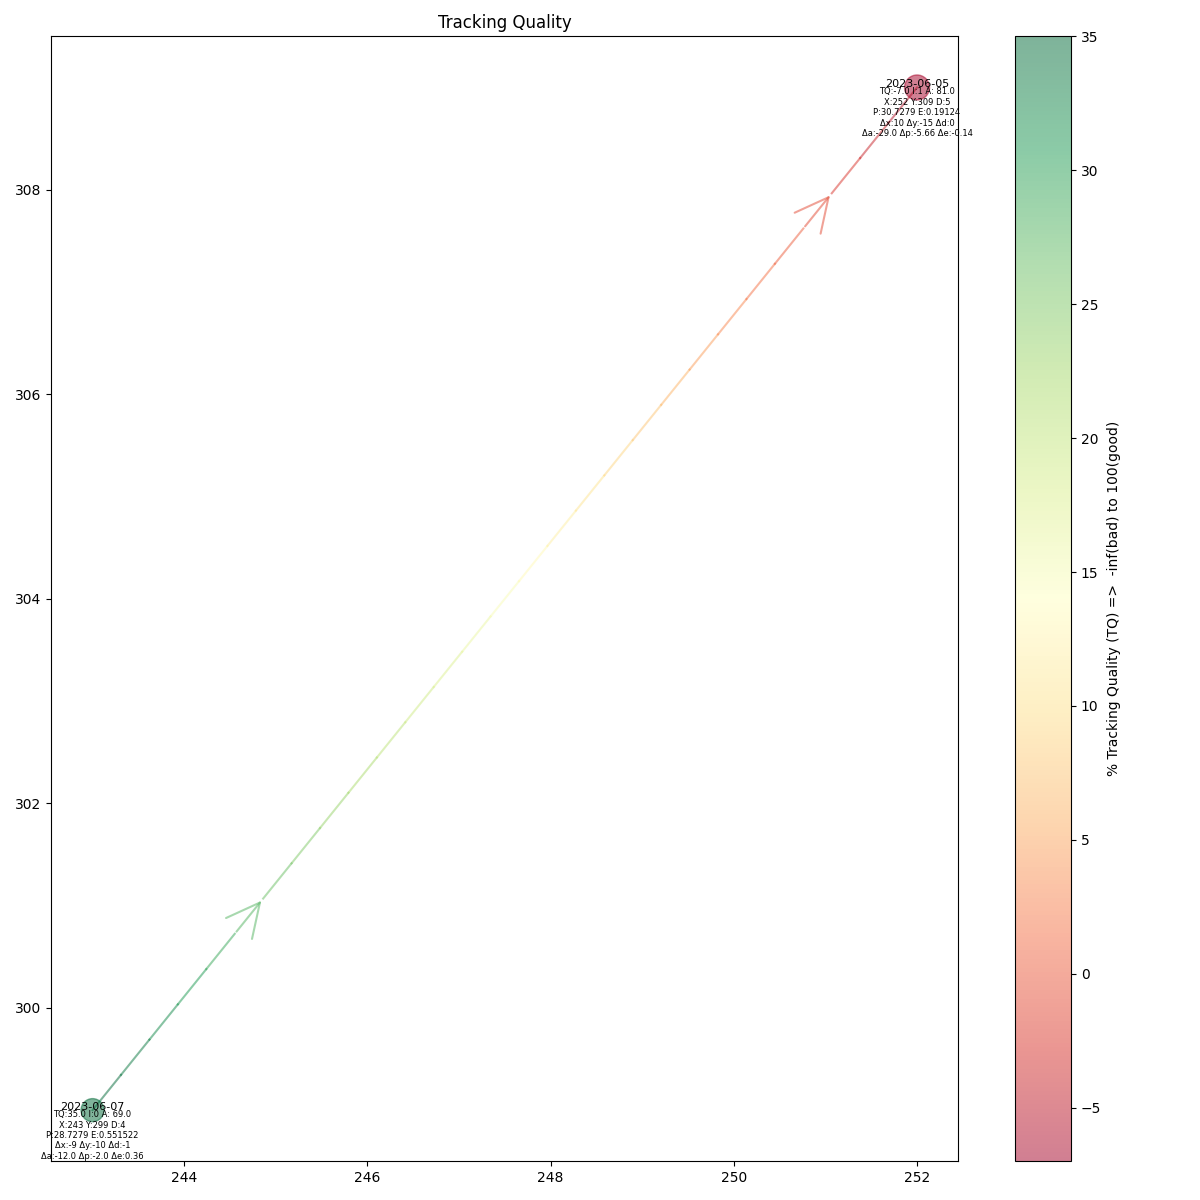 Tracking Quality
2023-06-05
TQ:-7.0 I:1 A: 81.0
X:252 Y:309 D:5
P:30.7279 E:0.19124
Δx:10 Δy:-15 Δd:0
Δa:-29.0 Δp:-5.66 Δe:-0.14
308
306
304
302
300
2023-06-07
TQ:35.0 I:0 A: 69.0
X:243 Y:299 D:4
P:28.7279 E:0.551522
Δx:-9 Δy:-10 Δd:-1
Δa:-12.0 Δp:-2.0 Δe:0.36
244 246 248 250 252
35
30
25
20
15
10
5
0
−5
% Tracking Quality (TQ) => -inf(bad) to 100(good)